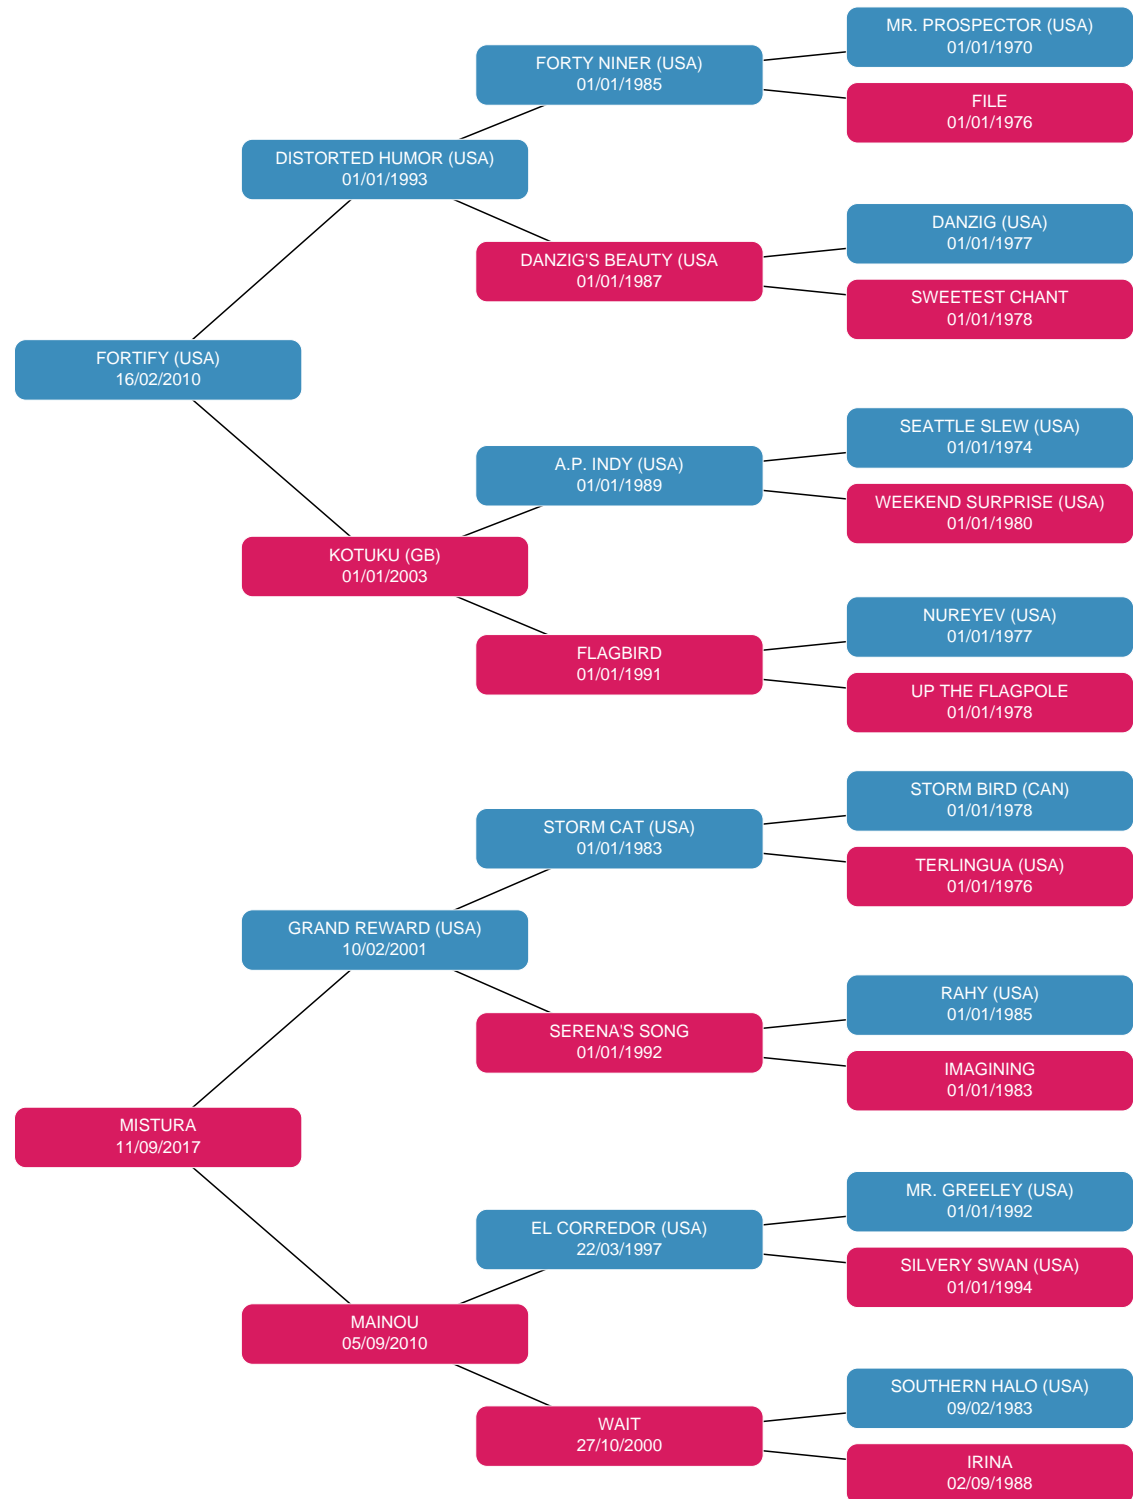 MR. PROSPECTOR (USA)
01/01/1970
FORTY NINER (USA)
01/01/1985
FILE
01/01/1976
DISTORTED HUMOR (USA)
01/01/1993
DANZIG (USA)
01/01/1977
DANZIG'S BEAUTY (USA
01/01/1987
SWEETEST CHANT
01/01/1978
FORTIFY (USA)
16/02/2010
SEATTLE SLEW (USA)
01/01/1974
A.P. INDY (USA)
01/01/1989
WEEKEND SURPRISE (USA)
01/01/1980
KOTUKU (GB)
01/01/2003
NUREYEV (USA)
01/01/1977
FLAGBIRD
01/01/1991
UP THE FLAGPOLE
01/01/1978
STORM BIRD (CAN)
01/01/1978
STORM CAT (USA)
01/01/1983
TERLINGUA (USA)
01/01/1976
GRAND REWARD (USA)
10/02/2001
RAHY (USA)
01/01/1985
SERENA'S SONG
01/01/1992
IMAGINING
01/01/1983
MISTURA
11/09/2017
MR. GREELEY (USA)
01/01/1992
EL CORREDOR (USA)
22/03/1997
SILVERY SWAN (USA)
01/01/1994
MAINOU
05/09/2010
SOUTHERN HALO (USA)
09/02/1983
WAIT
27/10/2000
IRINA
02/09/1988